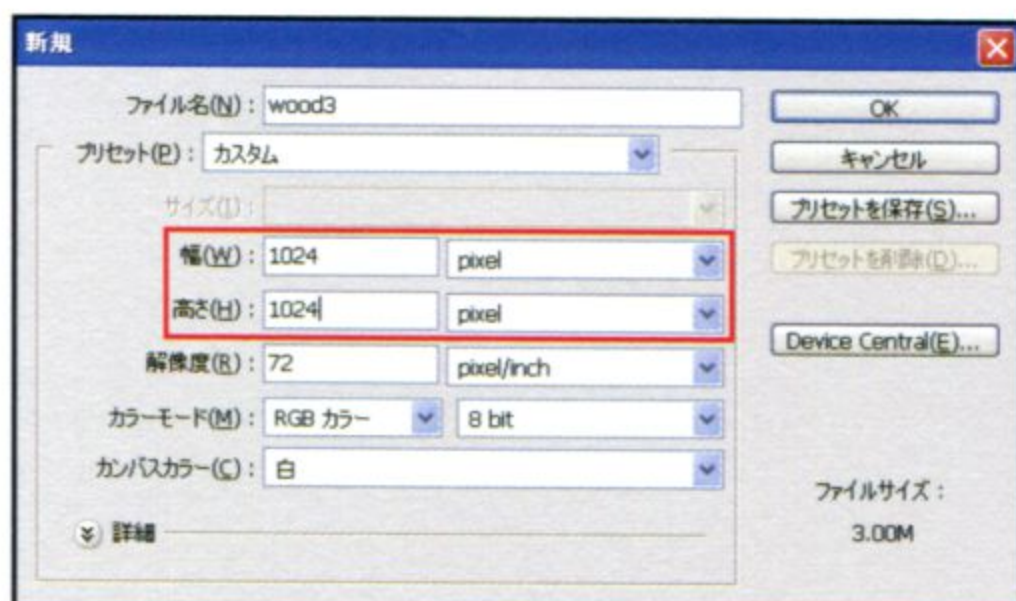 新規
ファイル名(N): wood3
OK
プリセット(P): カスタム
キャンセル
サイズ(I):
プリセットを保存(S)...
幅(W): 1024 pixel
プリセットを削除(D)...
高さ(H): 1024 pixel
Device Central(E)...
解像度(R): 72 pixel/inch
カラーモード(M): RGB カラー 8 bit
カンバスカラー(C): 白
ファイルサイズ:
詳細
3.00M